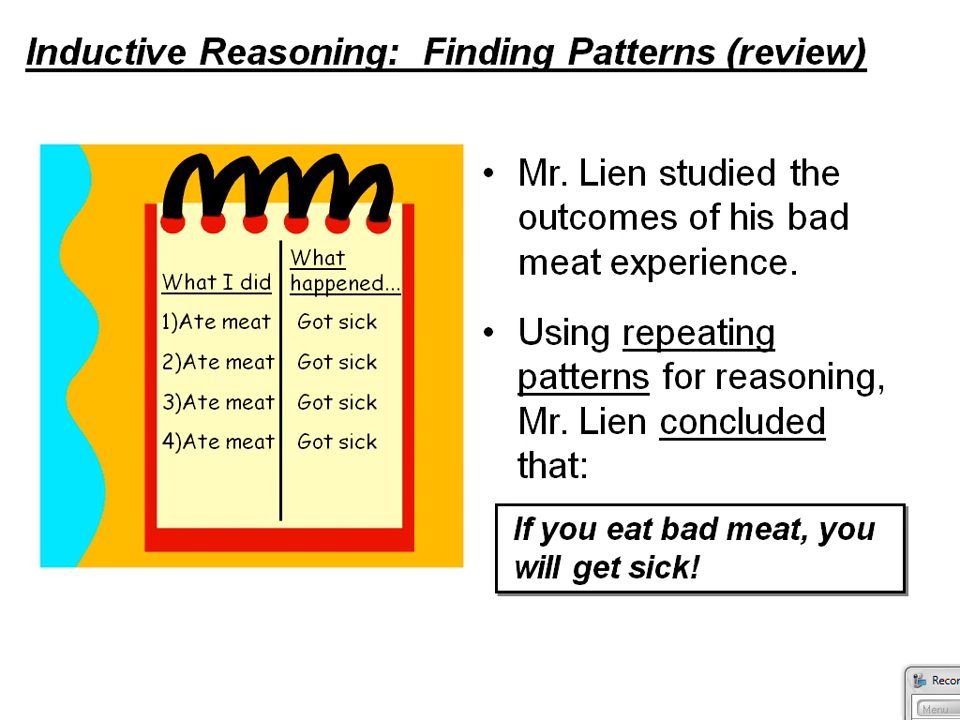 Inductive Reasoning:  Finding Patterns (review)
What I did
What
happened...
1)Ate meat Got sick
2)Ate meat Got sick
3)Ate meat Got sick
4)Ate meat Got sick
• Mr. Lien studied the
outcomes of his bad
meat experience.
• Using repeating
patterns for reasoning,
Mr. Lien concluded
that:
If you eat bad meat, you
will get sick!
Recor
Menu